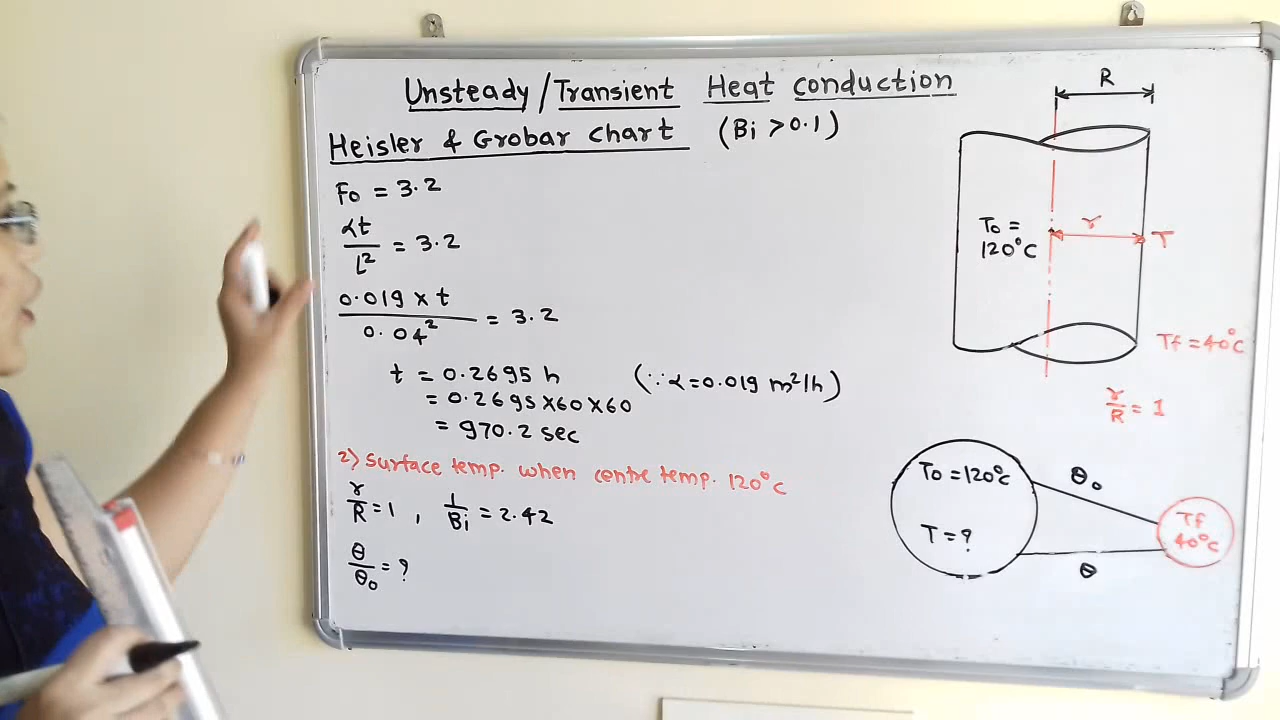 Unsteady/Transient Heat conduction
Heisler & Grobar chart (Bi > 0.1)
Fo = 3.2
αt / L² = 3.2
0.019 × t / 0.04² = 3.2
t = 0.2695 h (∵ α = 0.019 m²/h)
= 0.2695×60×60
= 970.2 sec
2) Surface temp. when centre temp. 120°C
r/R = 1 , 1/Bi = 2.42
θ/θo = ?
R
To =
120°C
r
T
Tf = 40°C
r/R = 1
To = 120°C
T = ?
θo
θ
Tf
40°C